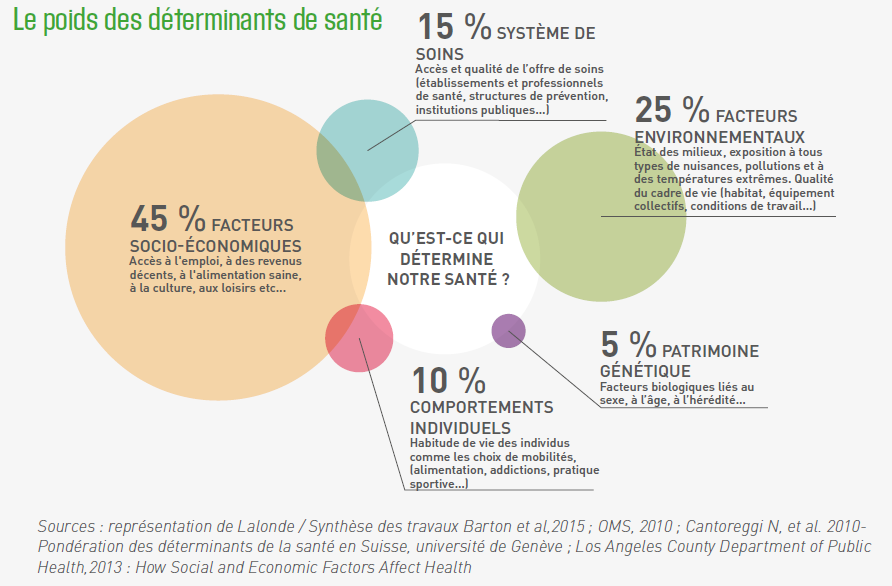 Le poids des déterminants de santé
15 % SYSTÈME DE
SOINS
Accès et qualité de l'offre de soins
(établissements et professionnels
de santé, structures de prévention,
institutions publiques...)
25 % FACTEURS
ENVIRONNEMENTAUX
État des milieux, exposition à tous
types de nuisances, pollutions et à
des températures extrêmes. Qualité
du cadre de vie (habitat, équipement
collectifs, conditions de travail...)
45 % FACTEURS
SOCIO-ÉCONOMIQUES
Accès à l'emploi, à des revenus
décents, à l'alimentation saine,
à la culture, aux loisirs etc...
QU'EST-CE QUI
DÉTERMINE
NOTRE SANTÉ ?
5 % PATRIMOINE
GÉNÉTIQUE
Facteurs biologiques liés au
sexe, à l'âge, à l'hérédité...
10 %
COMPORTEMENTS
INDIVIDUELS
Habitude de vie des individus
comme les choix de mobilités,
(alimentation, addictions, pratique
sportive...)
Sources : représentation de Lalonde / Synthèse des travaux Barton et al,2015 ; OMS, 2010 ; Cantoreggi N, et al. 2010-
Pondération des déterminants de la santé en Suisse, université de Genève ; Los Angeles County Department of Public
Health,2013 : How Social and Economic Factors Affect Health